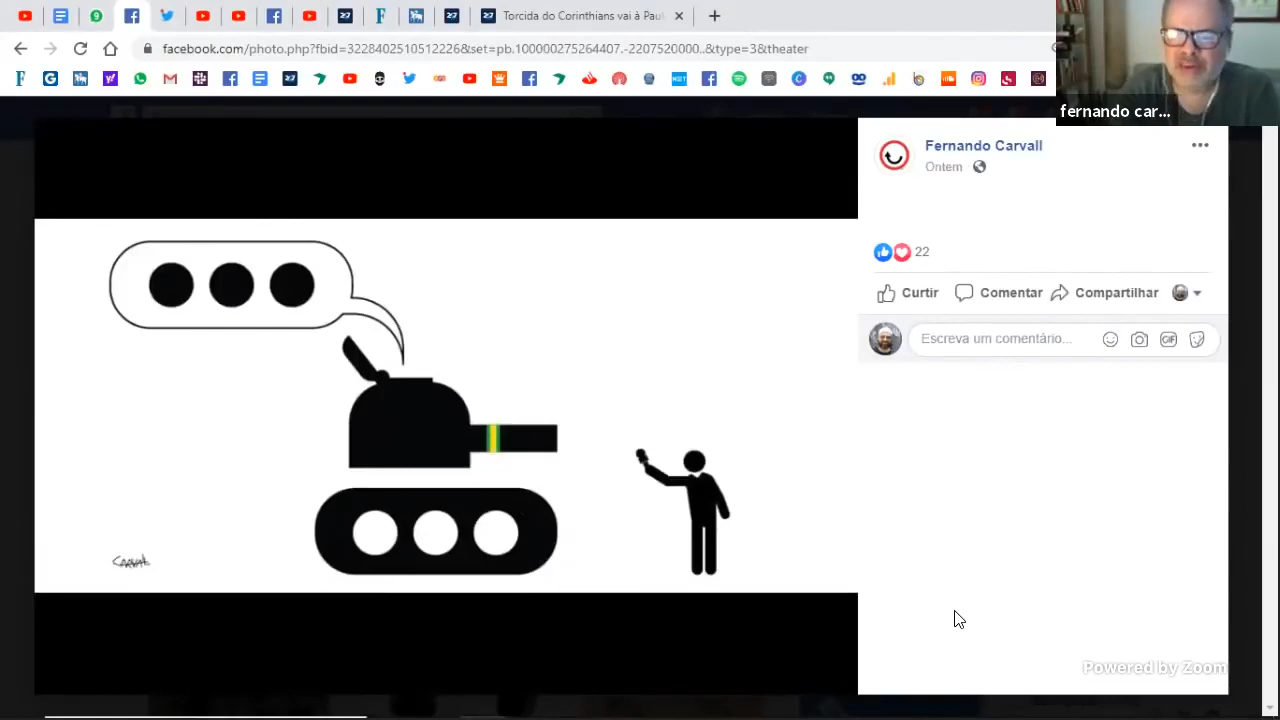 Torcida do Corinthians vai à Paul
facebook.com/photo.php?fbid=3228402510512226&set=pb.100000275264407.-2207520000..&type=3&theater
fernando car...
Fernando Carvall
Ontem
22
Curtir Comentar Compartilhar
Escreva um comentário...
GIF
CARVALL
Powered by Zoom